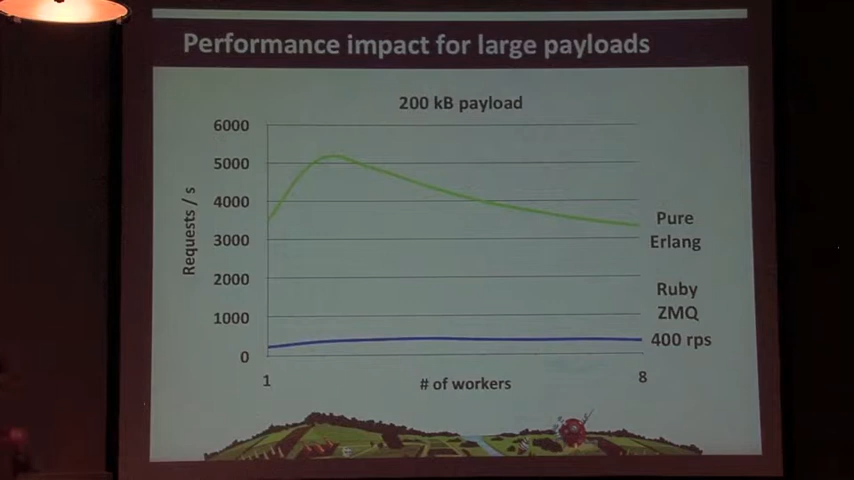 Performance impact for large payloads
200 kB payload
6000
5000
4000
3000
2000
1000
0
Requests / s
1
# of workers
8
Pure
Erlang
Ruby
ZMQ
400 rps